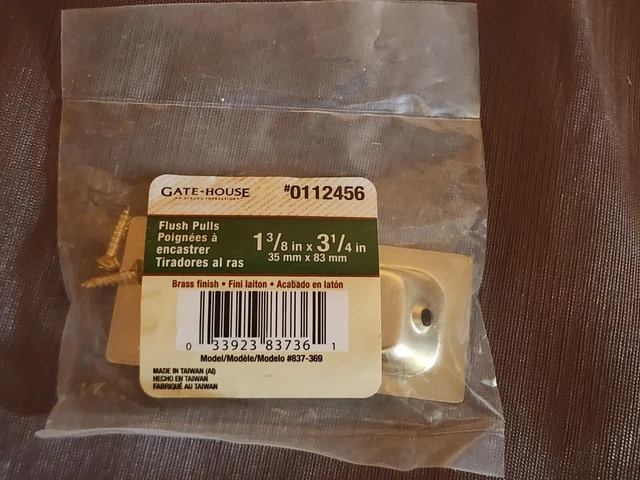 GATE HOUSE #0112456
A STRONG IMPRESSION
Flush Pulls
Poignées à
encastrer
Tiradores al ras
1 3/8 in x 3 1/4 in
35 mm x 83 mm
Brass finish • Fini laiton • Acabado en latón
0 33923 83736 1
Model/Modèle/Modelo #837-369
MADE IN TAIWAN (AI)
HECHO EN TAIWAN
FABRIQUÉ AU TAIWAN